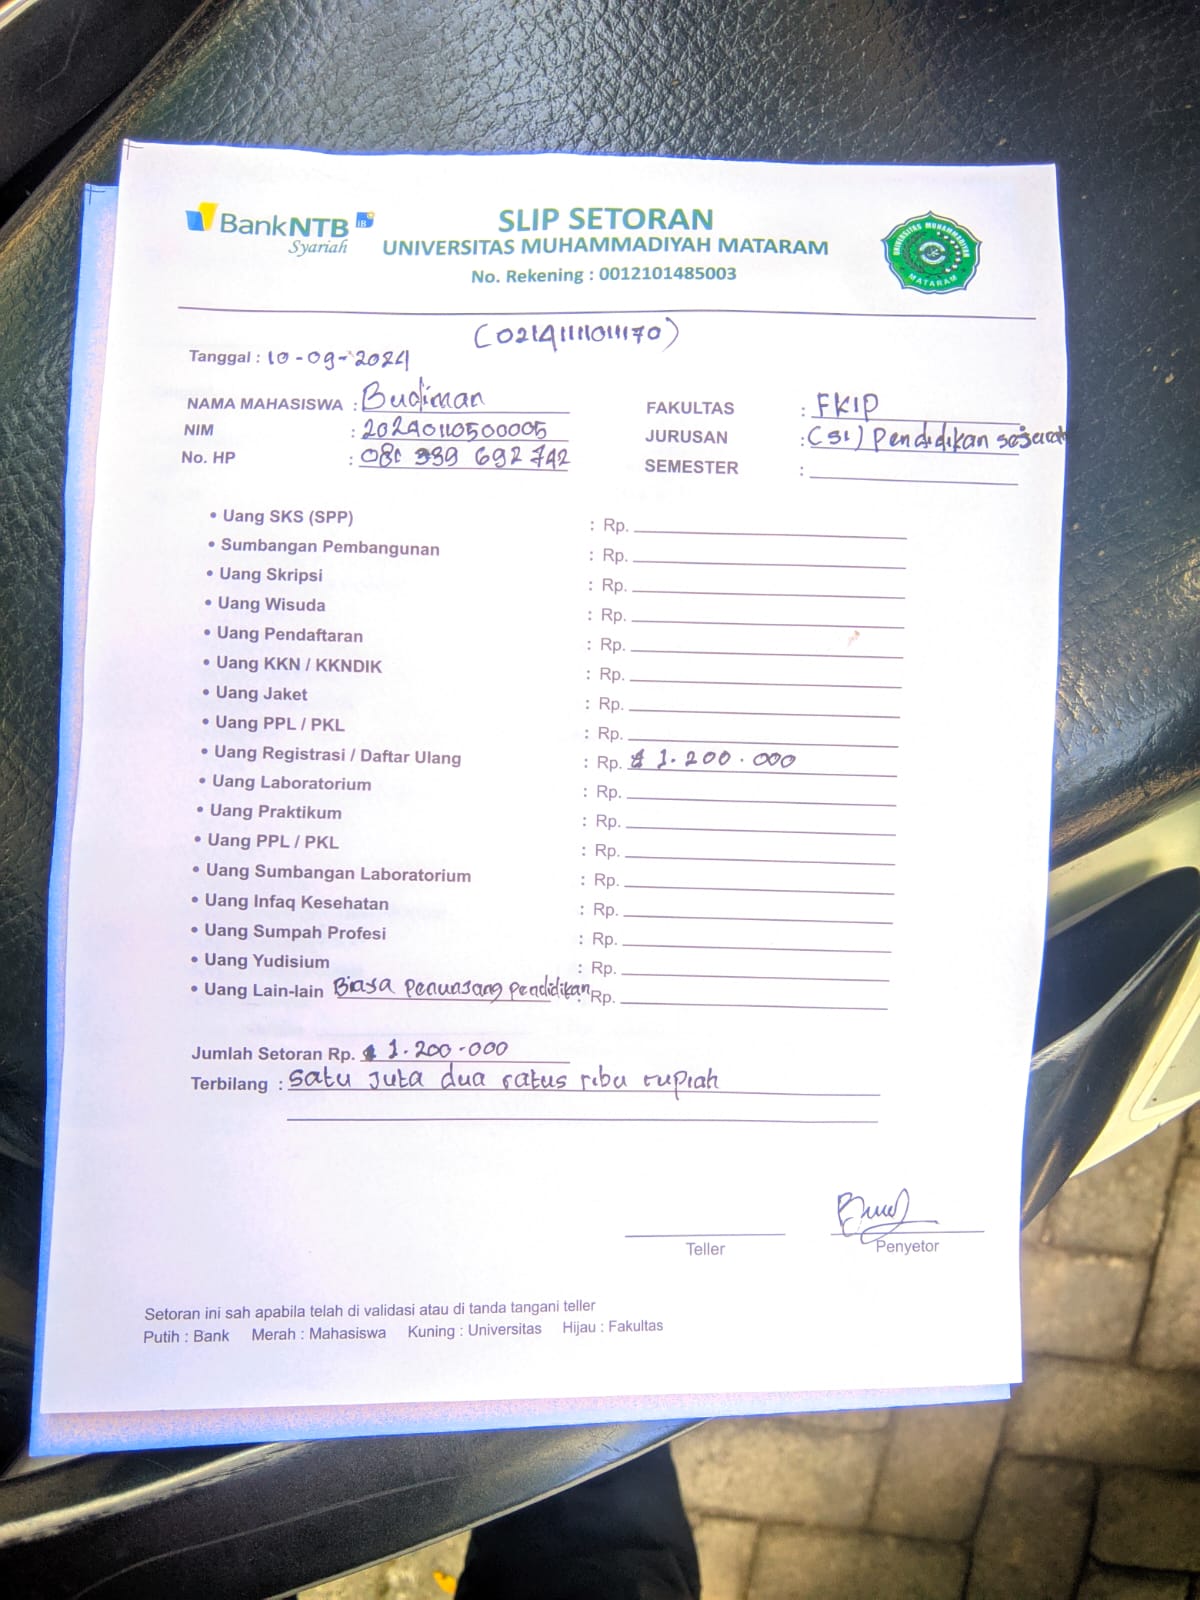 BankNTB iB
Syariah
SLIP SETORAN
UNIVERSITAS MUHAMMADIYAH MATARAM
No. Rekening : 0012101485003
UNIVERSITAS MUHAMMADIYAH
MATARAM
Tanggal : 10-09-2024
NAMA MAHASISWA : Budiman
NIM : 20240110500005
No. HP : 081 339 692 742
FAKULTAS : FKIP
JURUSAN : (S1) Pendidikan sejarah
SEMESTER :
• Uang SKS (SPP) : Rp.
• Sumbangan Pembangunan : Rp.
• Uang Skripsi : Rp.
• Uang Wisuda : Rp.
• Uang Pendaftaran : Rp.
• Uang KKN / KKNDIK : Rp.
• Uang Jaket : Rp.
• Uang PPL / PKL : Rp.
• Uang Registrasi / Daftar Ulang : Rp. 1.200.000
• Uang Laboratorium : Rp.
• Uang Praktikum : Rp.
• Uang PPL / PKL : Rp.
• Uang Sumbangan Laboratorium : Rp.
• Uang Infaq Kesehatan : Rp.
• Uang Sumpah Profesi : Rp.
• Uang Yudisium : Rp.
• Uang Lain-lain pendidikan : Rp.
Jumlah Setoran Rp. 1.200.000
Terbilang : satu juta dua ratus ribu rupiah
Teller
Penyetor
Setoran ini sah apabila telah di validasi atau di tanda tangani teller
Putih : Bank Merah : Mahasiswa Kuning : Universitas Hijau : Fakultas